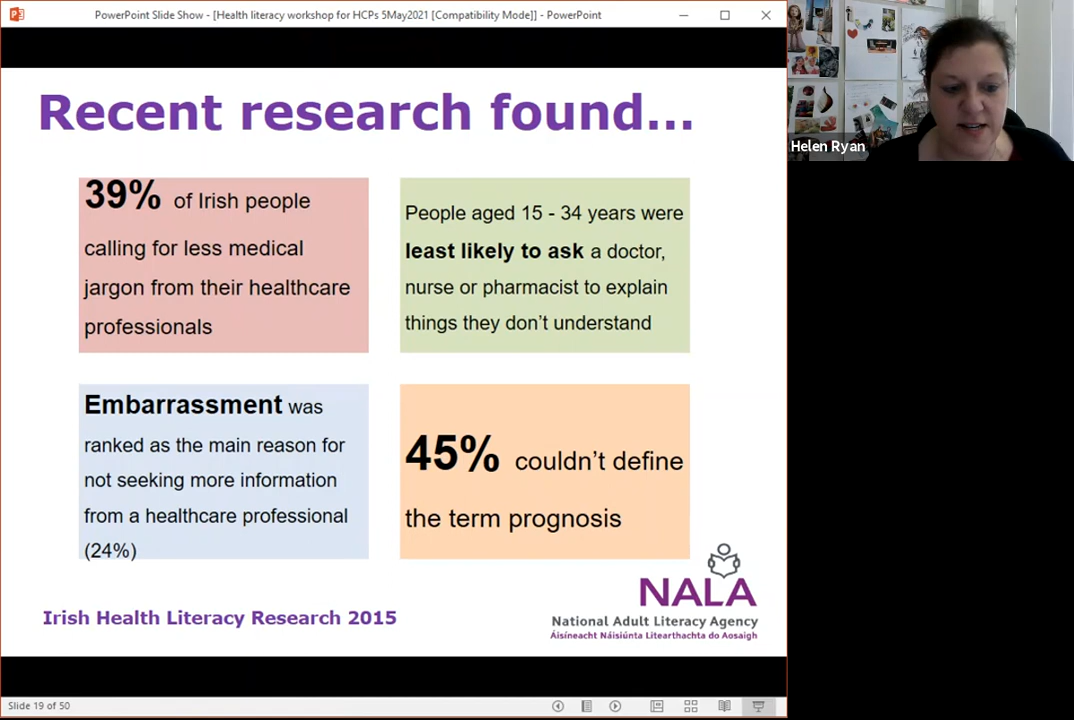 PowerPoint Slide Show - [Health literacy workshop for HCPs 5May2021 [Compatibility Mode]] - PowerPoint
Helen Ryan
Recent research found...
39% of Irish people
calling for less medical
jargon from their healthcare
professionals
People aged 15 - 34 years were
least likely to ask a doctor,
nurse or pharmacist to explain
things they don’t understand
Embarrassment was
ranked as the main reason for
not seeking more information
from a healthcare professional
(24%)
45% couldn’t define
the term prognosis
Irish Health Literacy Research 2015
NALA
National Adult Literacy Agency
Áisíneacht Náisiúnta Litearthachta do Aosaigh
Slide 19 of 50